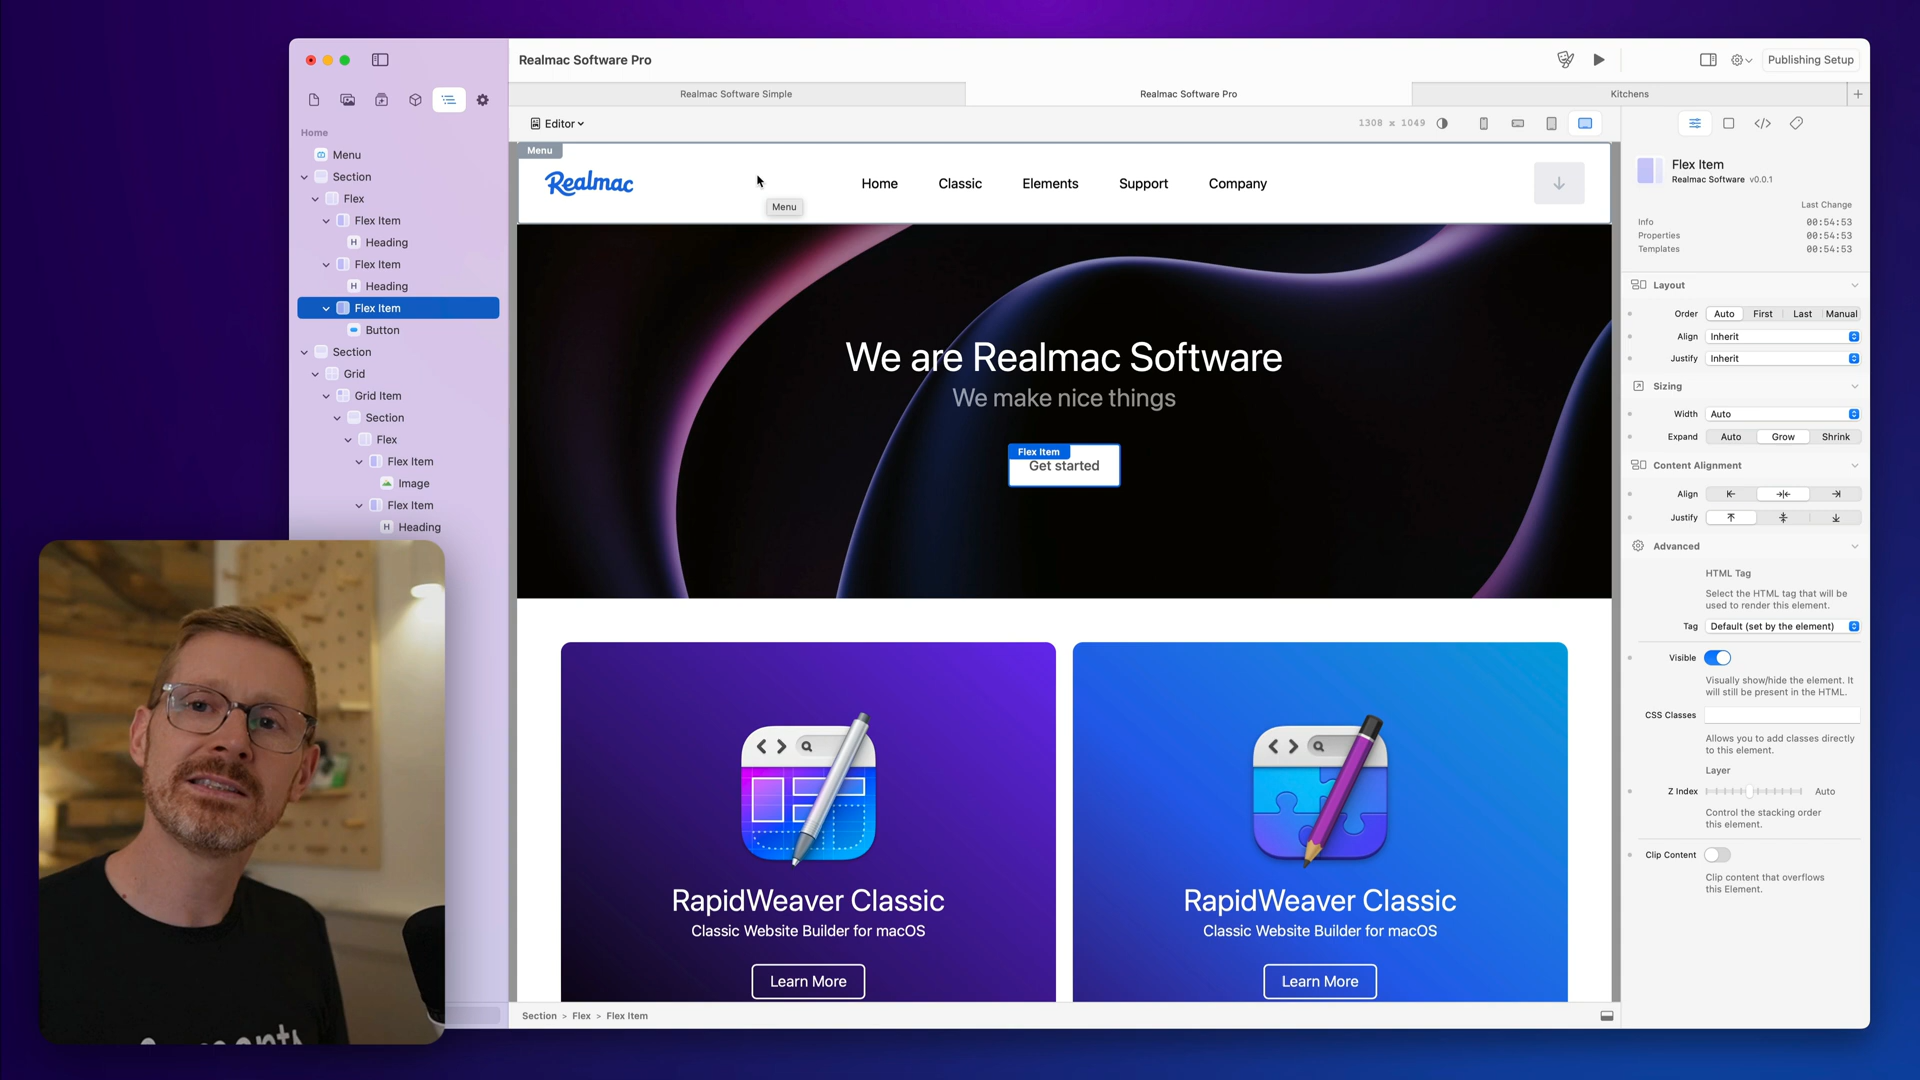 Realmac Software Pro
Publishing Setup
Realmac Software Simple
Realmac Software Pro
Kitchens
Editor
1308 × 1049
Home
Menu
Section
Flex
Flex Item
H Heading
Flex Item
H Heading
Flex Item
Button
Section
Grid
Grid Item
Section
Flex
Flex Item
Image
Flex Item
H Heading
Menu
Realmac
Home
Classic
Elements
Support
Company
Menu
We are Realmac Software
We make nice things
Flex Item
Get started
RapidWeaver Classic
Classic Website Builder for macOS
Learn More
RapidWeaver Classic
Classic Website Builder for macOS
Learn More
Section > Flex > Flex Item
Flex Item
Realmac Software v0.0.1
Last Change
Info 00:54:53
Properties 00:54:53
Templates 00:54:53
Layout
Order Auto First Last Manual
Align Inherit
Justify Inherit
Sizing
Width Auto
Expand Auto Grow Shrink
Content Alignment
Align
Justify
Advanced
HTML Tag
Select the HTML tag that will be
used to render this element.
Tag Default (set by the element)
Visible
Visually show/hide the element. It
will still be present in the HTML.
CSS Classes
Allows you to add classes directly
to this element.
Layer
Z Index Auto
Control the stacking order
this element.
Clip Content
Clip content that overflows
this Element.